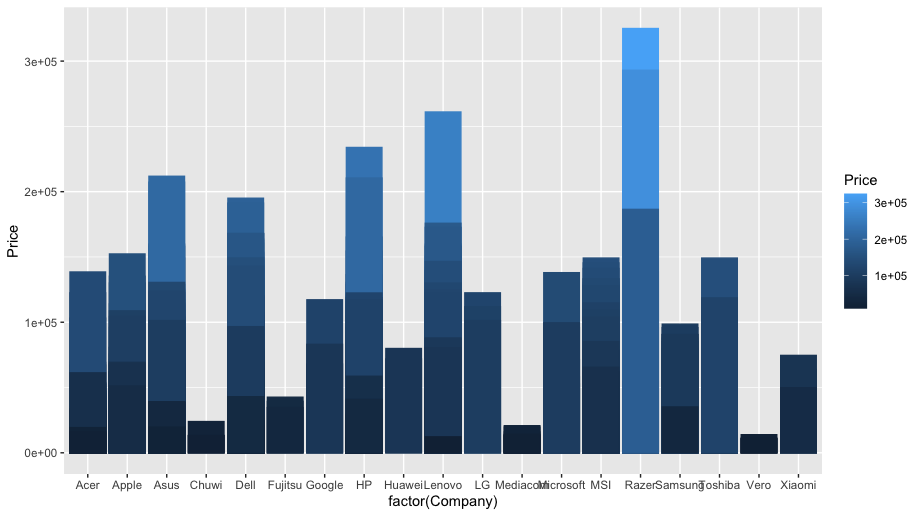 3e+05
2e+05
1e+05
0e+00
Price
Acer Apple Asus Chuwi Dell Fujitsu Google HP Huawei Lenovo LG Mediacom Microsoft MSI Razer Samsung Toshiba Vero Xiaomi
factor(Company)
Price
3e+05
2e+05
1e+05